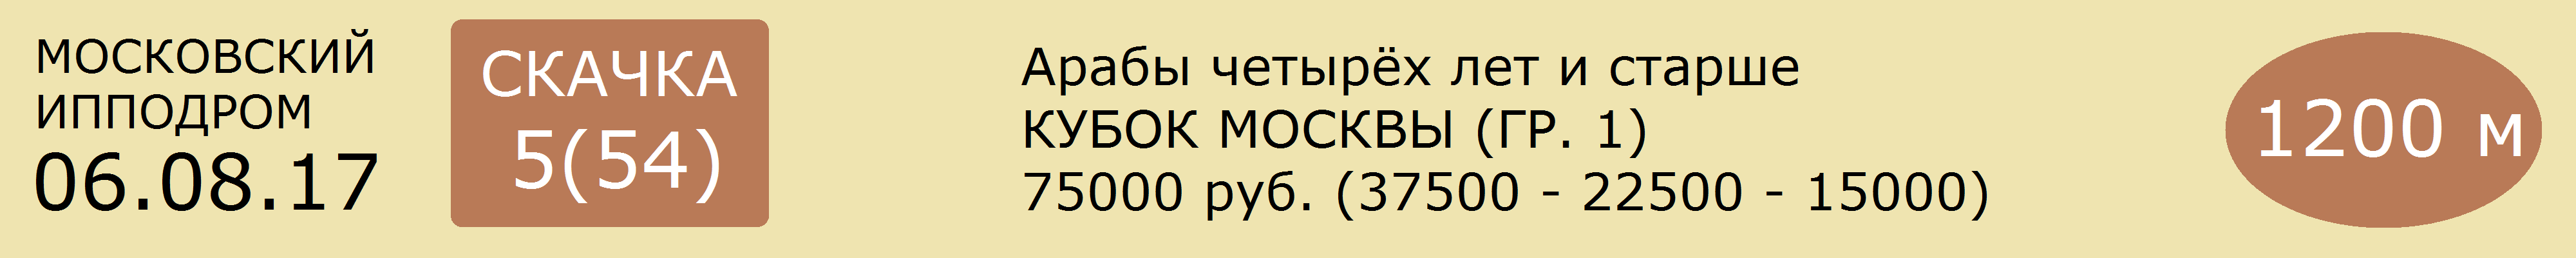 МОСКОВСКИЙ
ИППОДРОМ
06.08.17
СКАЧКА
5(54)
Арабы четырёх лет и старше
КУБОК МОСКВЫ (ГР. 1)
75000 руб. (37500 - 22500 - 15000)
1200 м